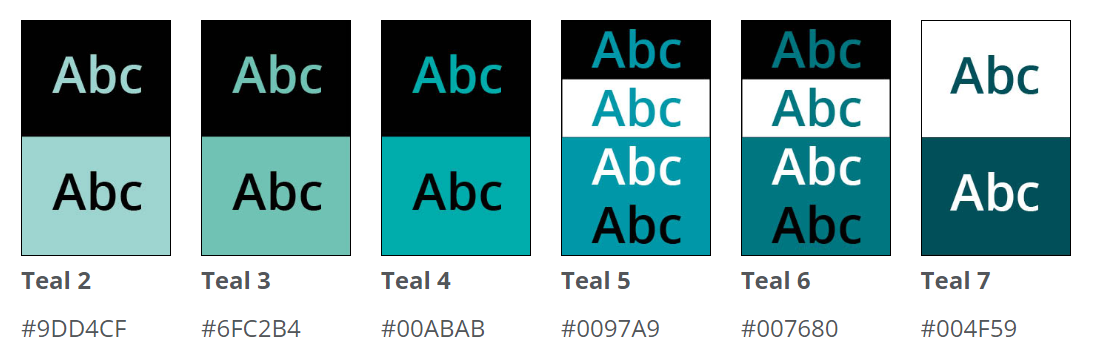 Abc
Abc
Teal 2
#9DD4CF
Abc
Abc
Teal 3
#6FC2B4
Abc
Abc
Teal 4
#00ABAB
Abc
Abc
Abc
Abc
Teal 5
#0097A9
Abc
Abc
Abc
Abc
Teal 6
#007680
Abc
Abc
Teal 7
#004F59